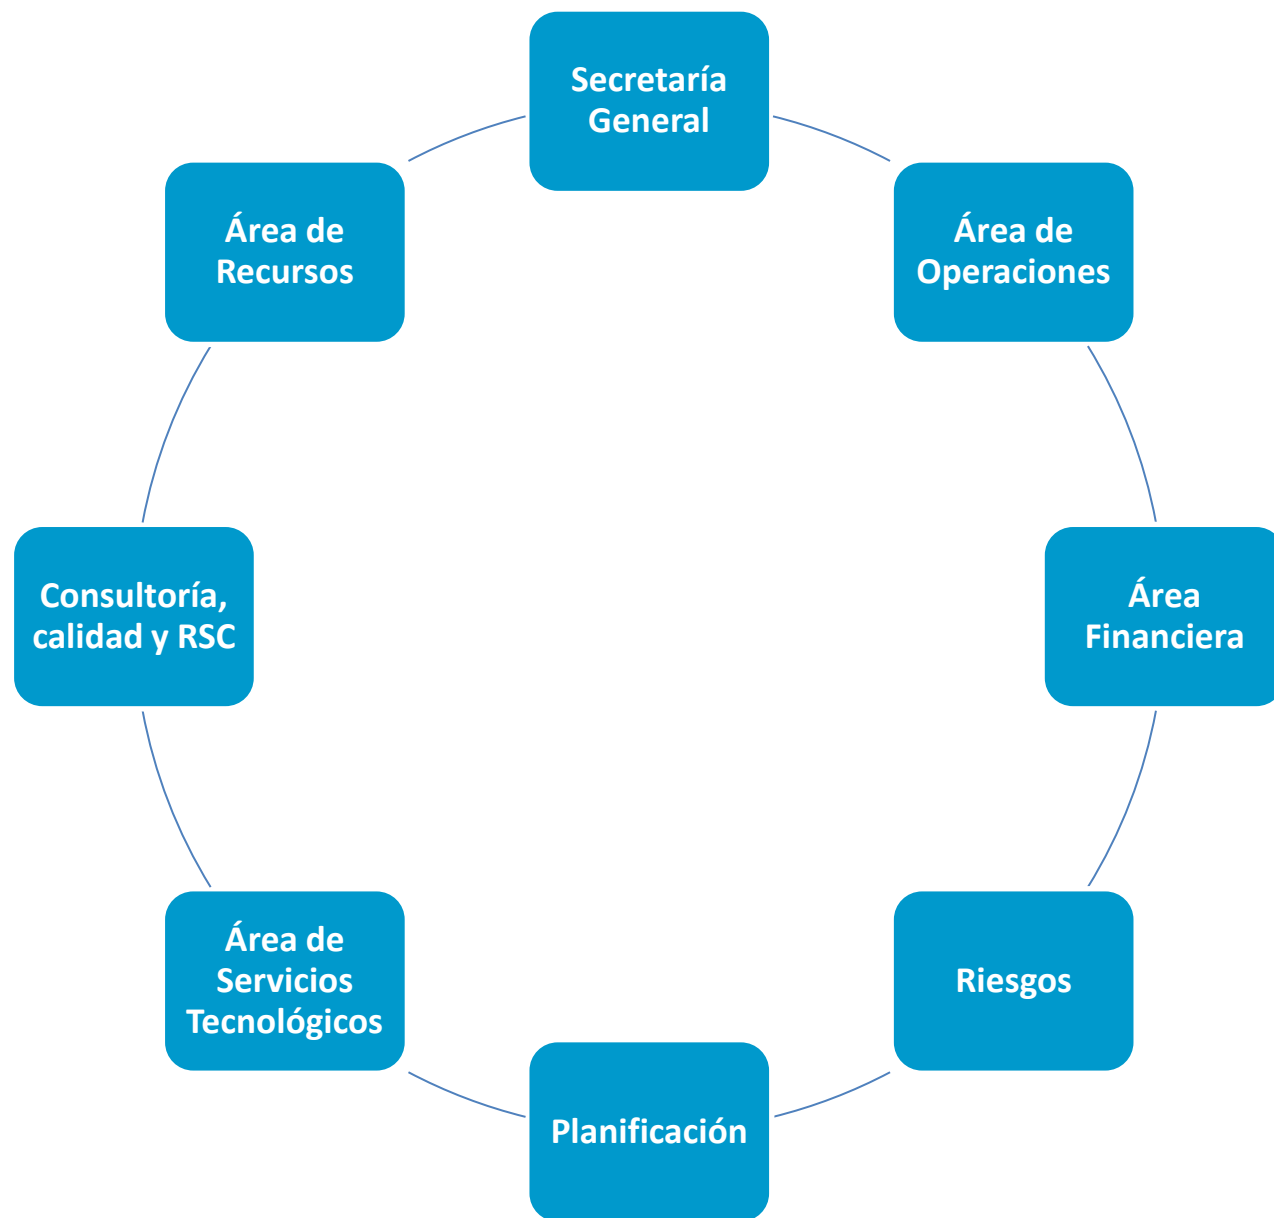 Secretaría
General
Área de
Operaciones
Área
Financiera
Riesgos
Planificación
Área de
Servicios
Tecnológicos
Consultoría,
calidad y RSC
Área de
Recursos